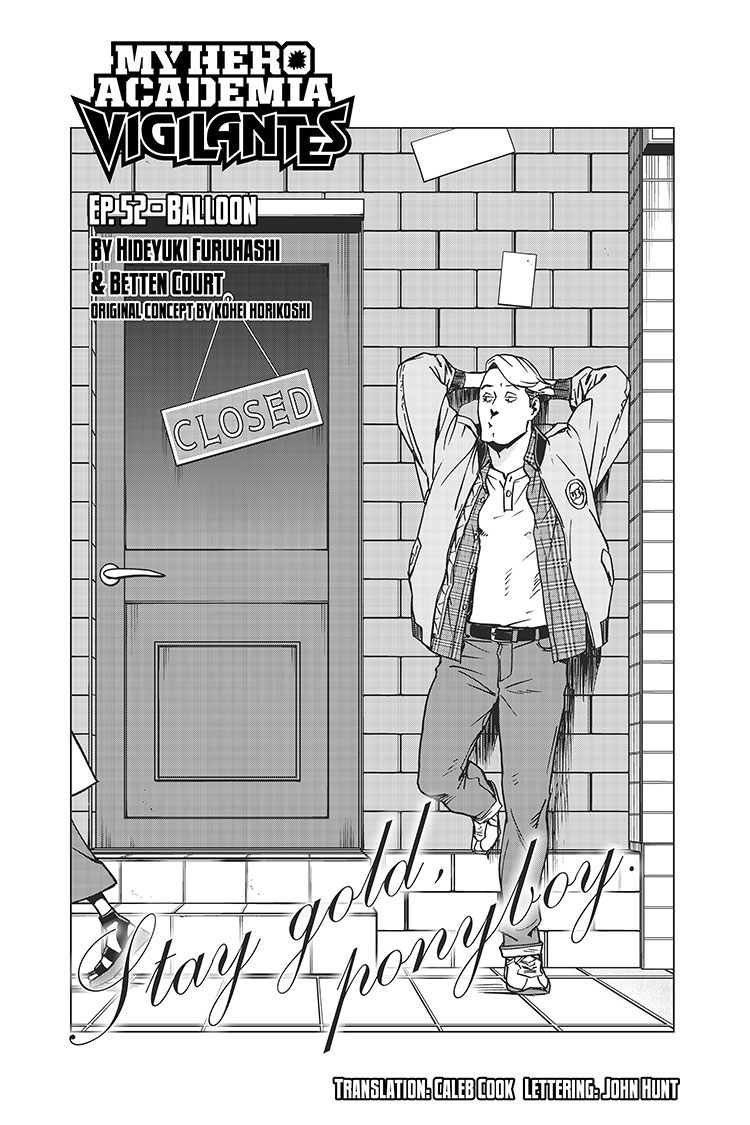 MY HERO
ACADEMIA
VIGILANTES
EP. 52 - BALLOON
BY HIDEYUKI FURUHASHI
& BETTEN COURT
ORIGINAL CONCEPT BY KOHEI HORIKOSHI
CLOSED
Stay gold,
ponyboy.
TRANSLATION: CALEB COOK LETTERING: JOHN HUNT